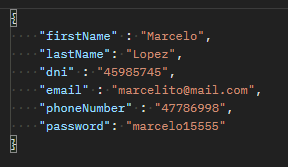 {
"firstName" : "Marcelo",
"lastName": "Lopez",
"dni" : "45985745",
"email" : "marcelito@mail.com",
"phoneNumber" : "47786998",
"password": "marcelo15555"
}